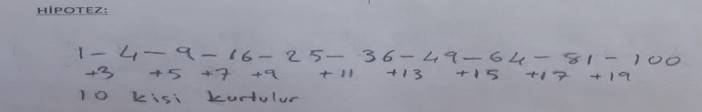 HİPOTEZ:
1 - 4 - 9 - 16 - 25 - 36 - 49 - 64 - 81 - 100
+3 +5 +7 +9 +11 +13 +15 +17 +19
10 kişi kurtulur